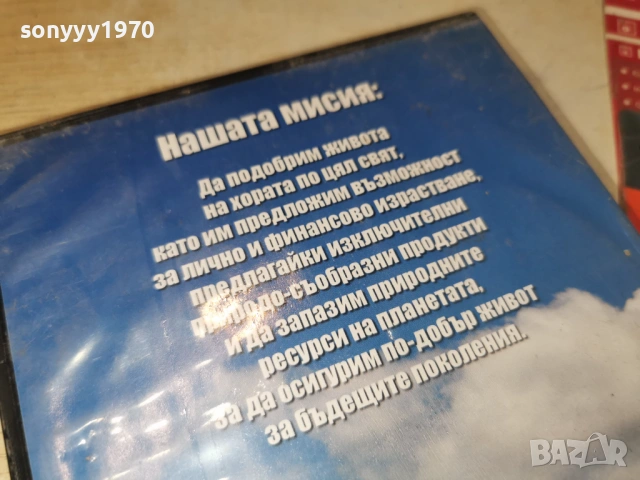 sonyyy1970
Нашата мисия:
Да подобрим живота
на хората по цял свят,
като им предложим възможност
за лично и финансово израстване,
предлагайки изключителни
природо-съобразни продукти
и да запазим природните
ресурси на планетата,
за да осигурим по-добър живот
за бъдещите поколения.
BAZAR